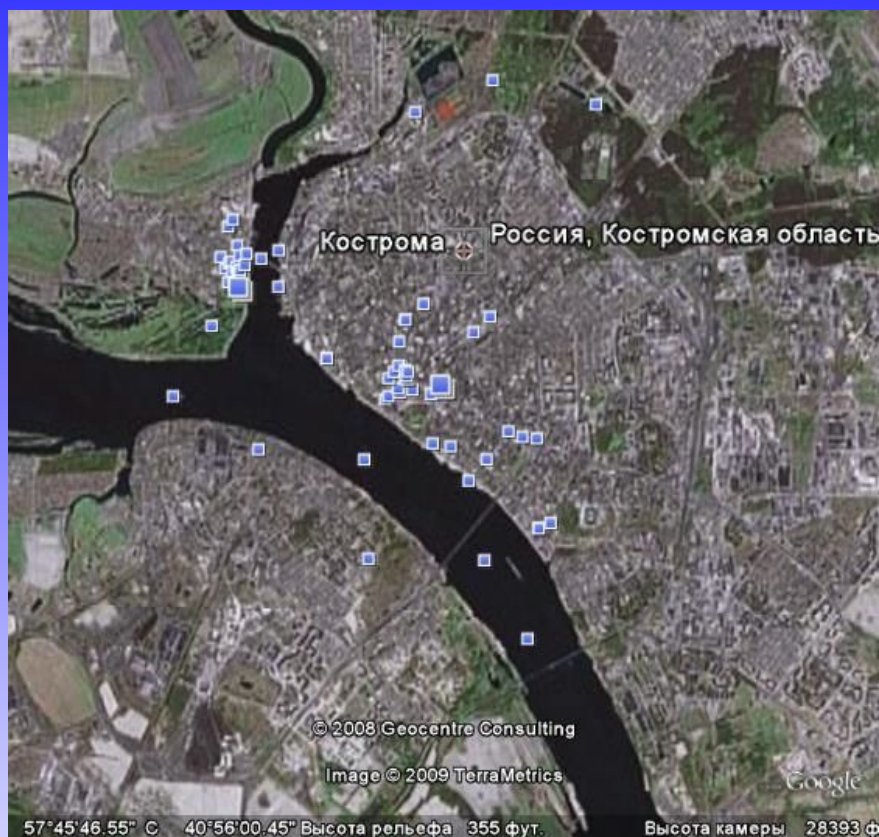 Кострома
Россия, Костромская область
© 2008 Geocentre Consulting
Image © 2009 TerraMetrics
Google
57°45'46.55" С 40°56'00.45" Высота рельефа 355 фут. Высота камеры 28393 ф